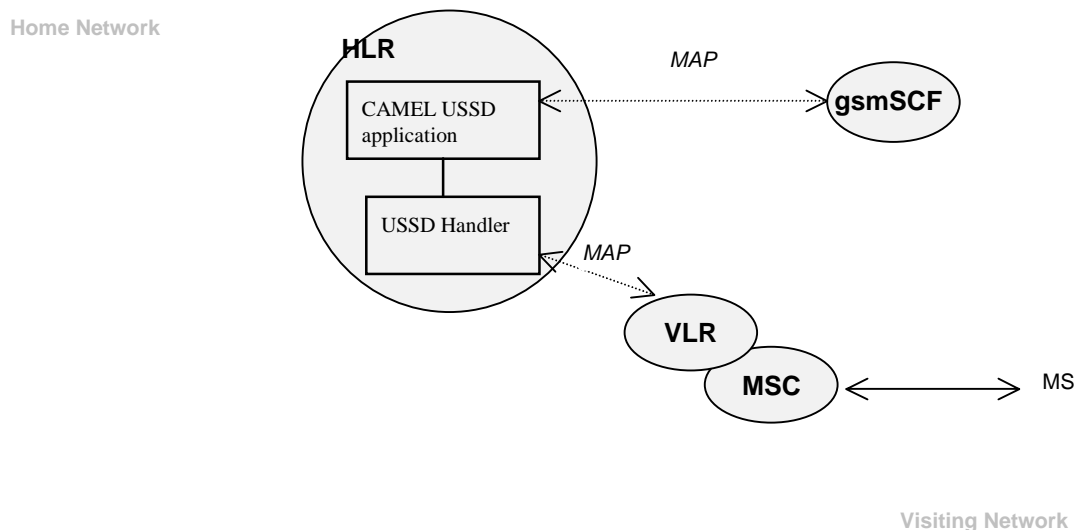 Home Network
HLR
MAP
gsmSCF
CAMEL USSD
application
USSD Handler
MAP
VLR
MSC
MS
Visiting Network